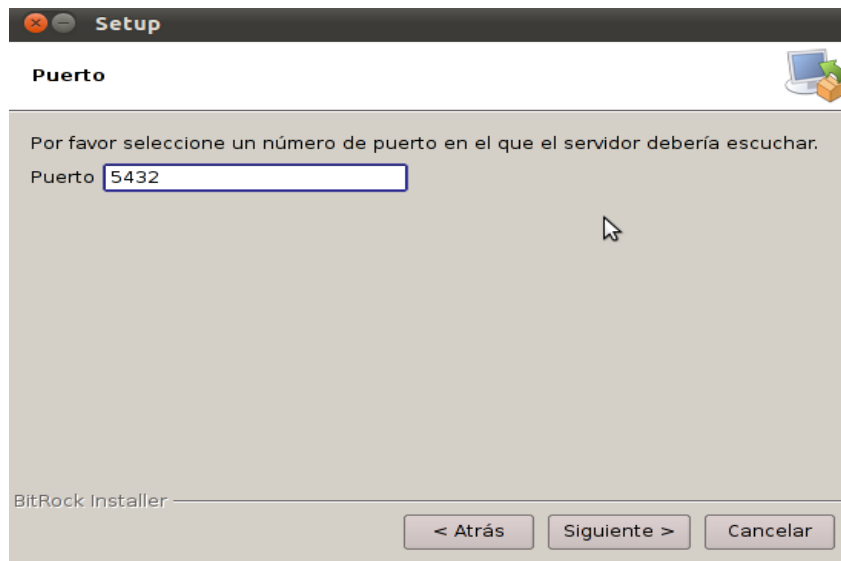 Setup
Puerto
Por favor seleccione un número de puerto en el que el servidor debería escuchar.
Puerto 5432
BitRock Installer
< Atrás Siguiente > Cancelar